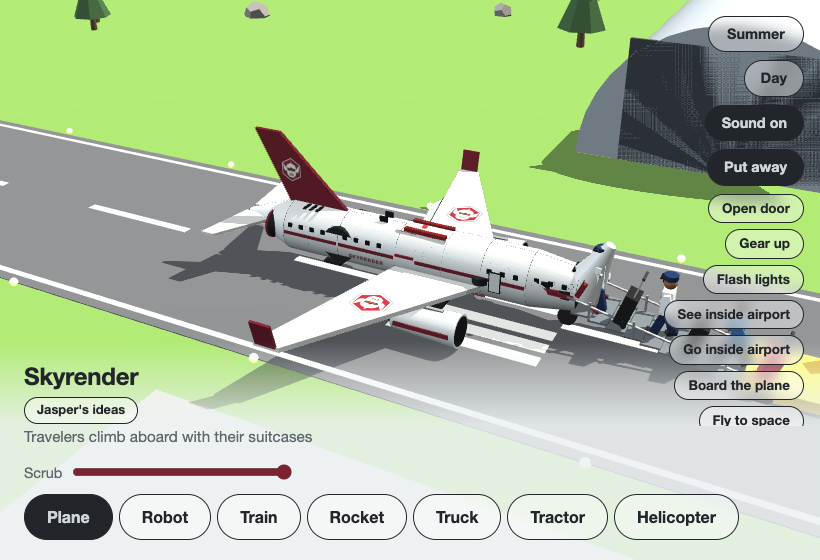 Summer
Day
Sound on
Put away
Open door
Gear up
Flash lights
See inside airport
Go inside airport
Board the plane
Fly to space
SKYRENDER
Skyrender
Jasper's ideas
Travelers climb aboard with their suitcases
Scrub
Plane
Robot
Train
Rocket
Truck
Tractor
Helicopter